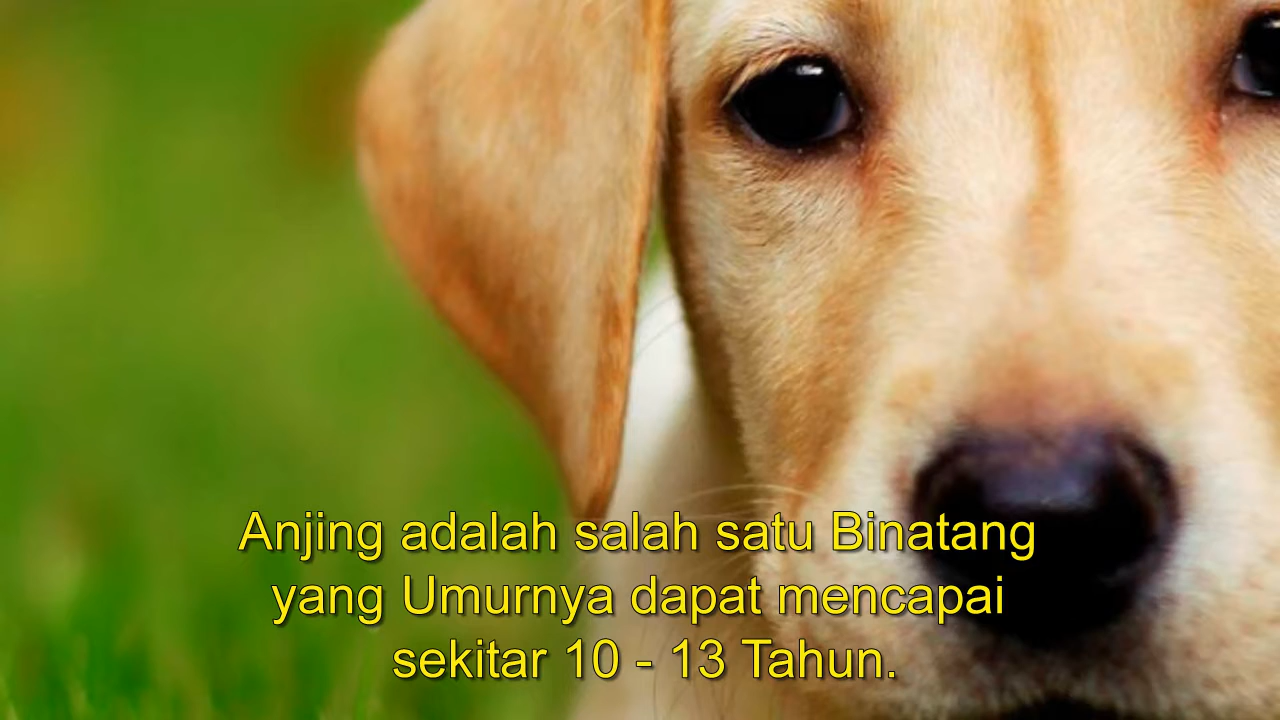 Anjing adalah salah satu Binatang
yang Umurnya dapat mencapai
sekitar 10 - 13 Tahun.